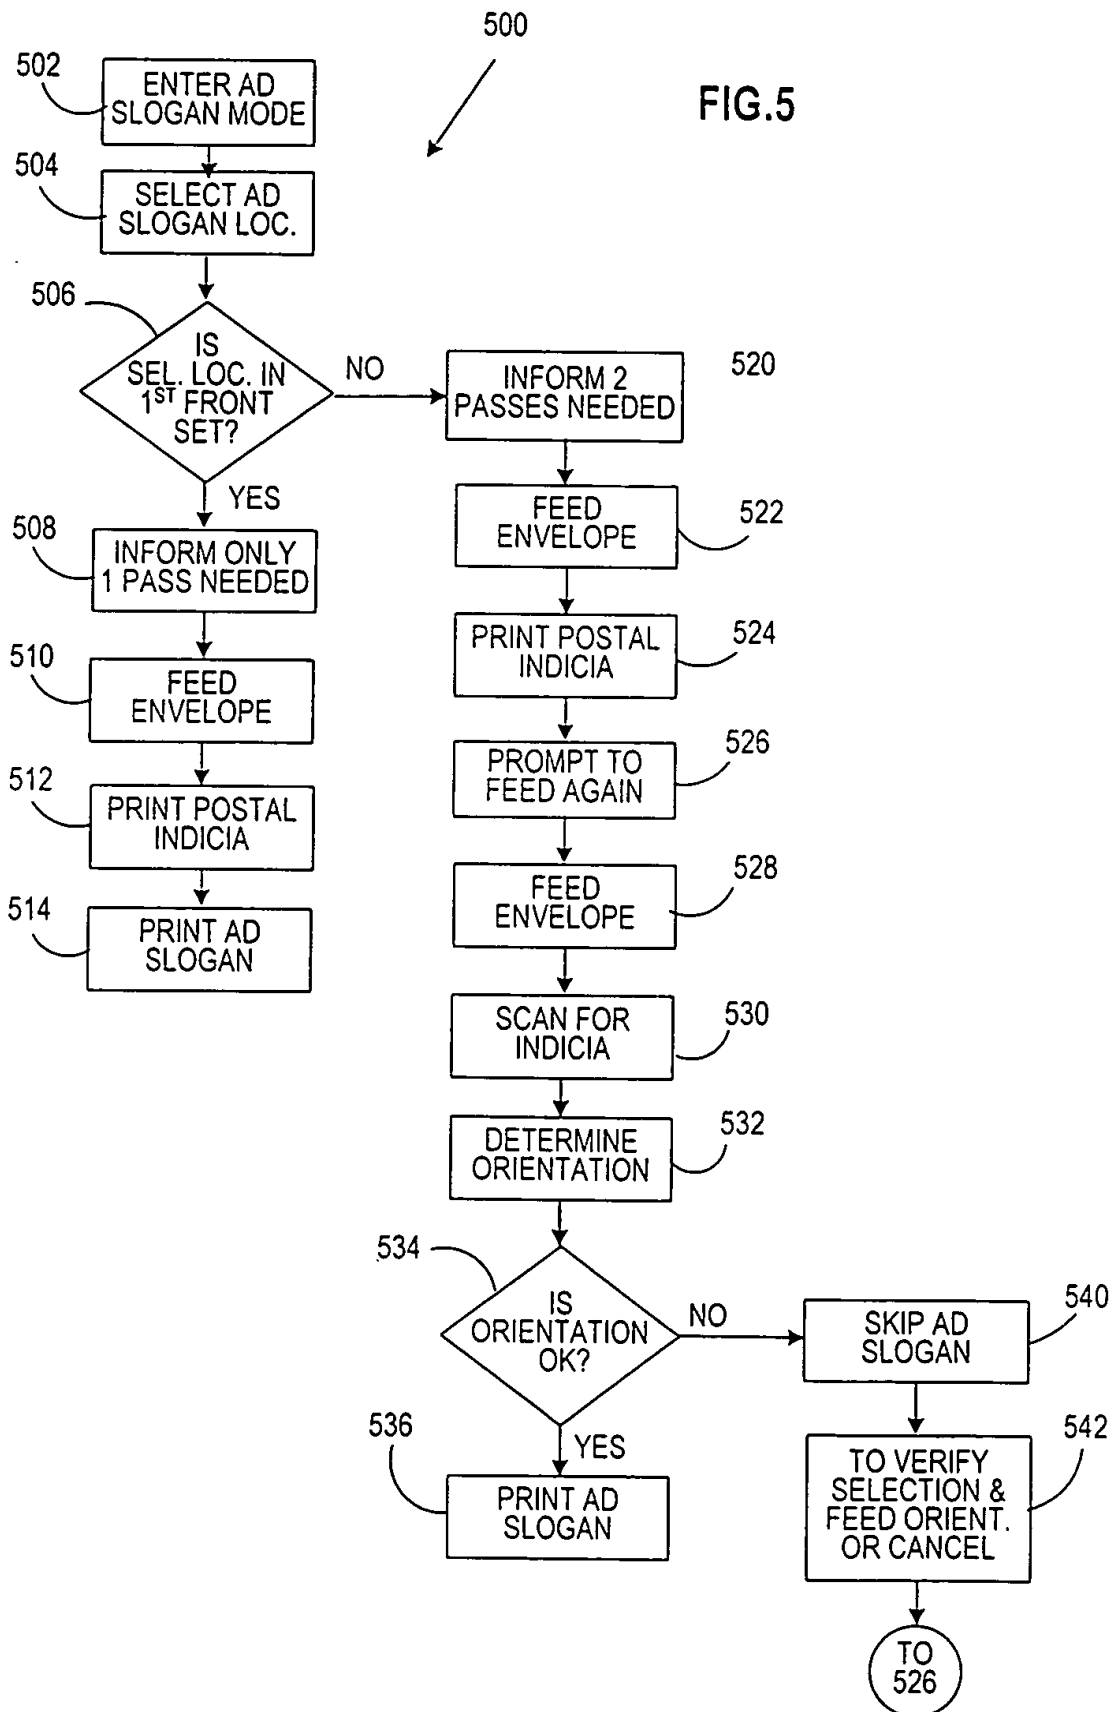 500
FIG.5
502
ENTER AD
SLOGAN MODE
504
SELECT AD
SLOGAN LOC.
506
IS
SEL. LOC. IN
1ST FRONT
SET?
NO
YES
508
INFORM ONLY
1 PASS NEEDED
510
FEED
ENVELOPE
512
PRINT POSTAL
INDICIA
514
PRINT AD
SLOGAN
520
INFORM 2
PASSES NEEDED
522
FEED
ENVELOPE
524
PRINT POSTAL
INDICIA
526
PROMPT TO
FEED AGAIN
528
FEED
ENVELOPE
530
SCAN FOR
INDICIA
532
DETERMINE
ORIENTATION
534
IS
ORIENTATION
OK?
NO
YES
536
PRINT AD
SLOGAN
540
SKIP AD
SLOGAN
542
TO VERIFY
SELECTION &
FEED ORIENT.
OR CANCEL
TO
526